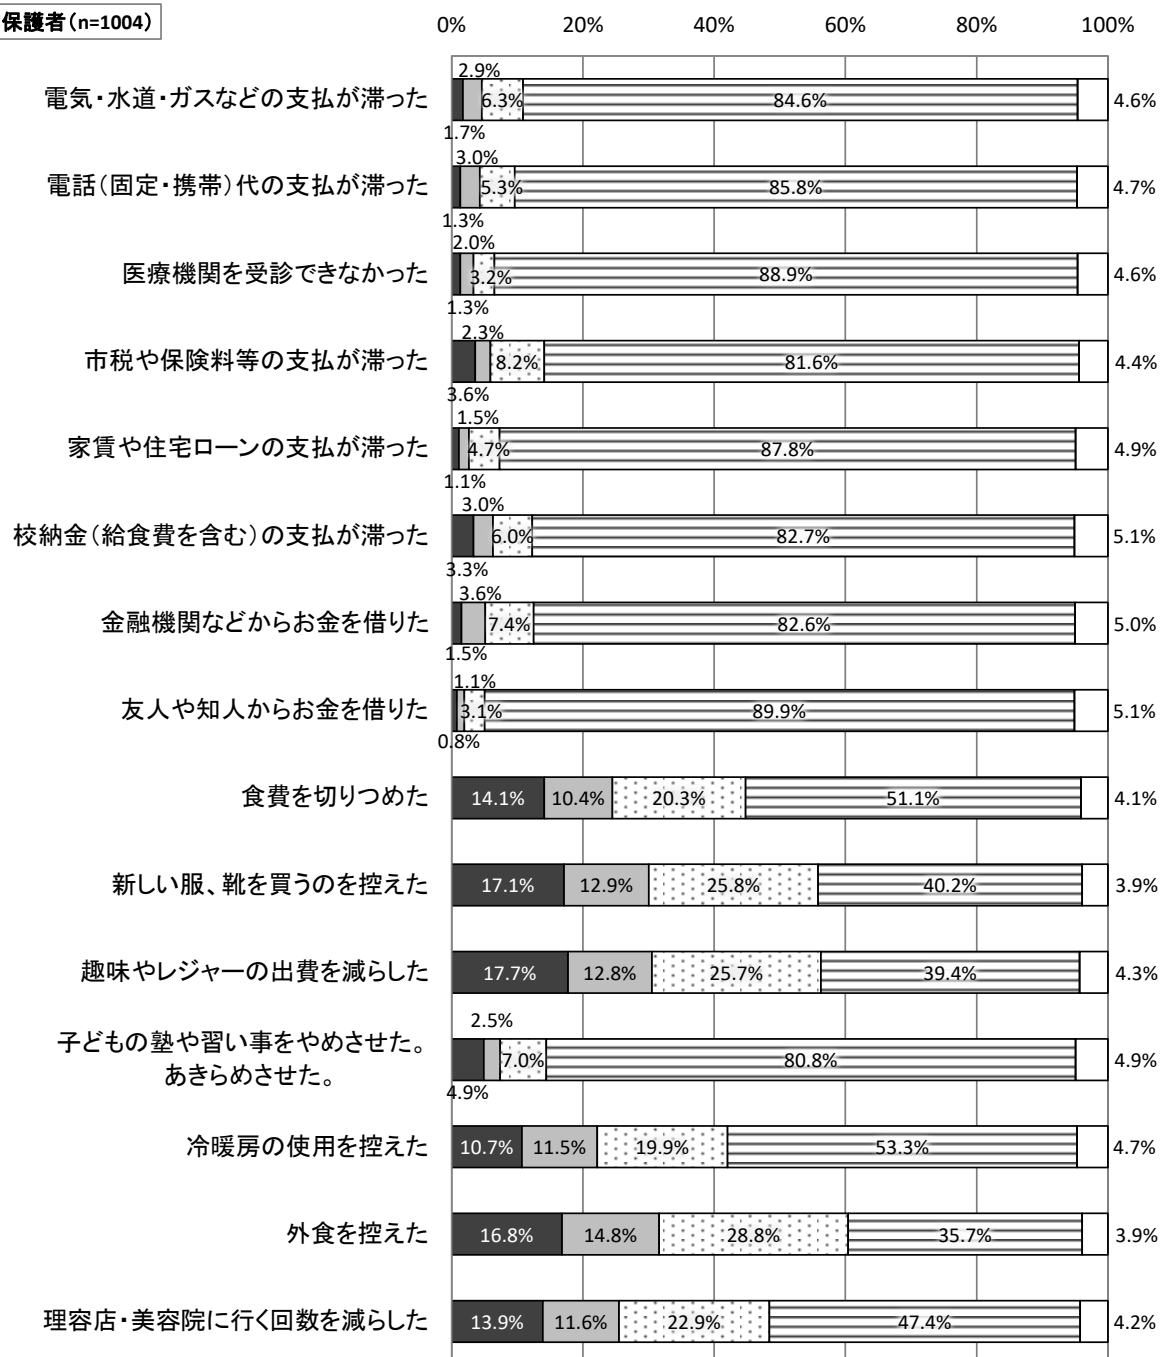 保護者(n=1004)
0% 20% 40% 60% 80% 100%
2.9%
電気・水道・ガスなどの支払が滞った 6.3% 84.6% 4.6%
1.7%
3.0%
電話(固定・携帯)代の支払が滞った 5.3% 85.8% 4.7%
1.3%
2.0%
医療機関を受診できなかった 3.2% 88.9% 4.6%
1.3%
2.3%
市税や保険料等の支払が滞った 8.2% 81.6% 4.4%
3.6%
1.5%
家賃や住宅ローンの支払が滞った 4.7% 87.8% 4.9%
1.1%
3.0%
校納金(給食費を含む)の支払が滞った 6.0% 82.7% 5.1%
3.3%
3.6%
金融機関などからお金を借りた 7.4% 82.6% 5.0%
1.5%
1.1%
友人や知人からお金を借りた 3.1% 89.9% 5.1%
0.8%
食費を切りつめた 14.1% 10.4% 20.3% 51.1% 4.1%
新しい服、靴を買うのを控えた 17.1% 12.9% 25.8% 40.2% 3.9%
趣味やレジャーの出費を減らした 17.7% 12.8% 25.7% 39.4% 4.3%
2.5%
子どもの塾や習い事をやめさせた。
あきらめさせた。 7.0% 80.8% 4.9%
4.9%
冷暖房の使用を控えた 10.7% 11.5% 19.9% 53.3% 4.7%
外食を控えた 16.8% 14.8% 28.8% 35.7% 3.9%
理容店・美容院に行く回数を減らした 13.9% 11.6% 22.9% 47.4% 4.2%